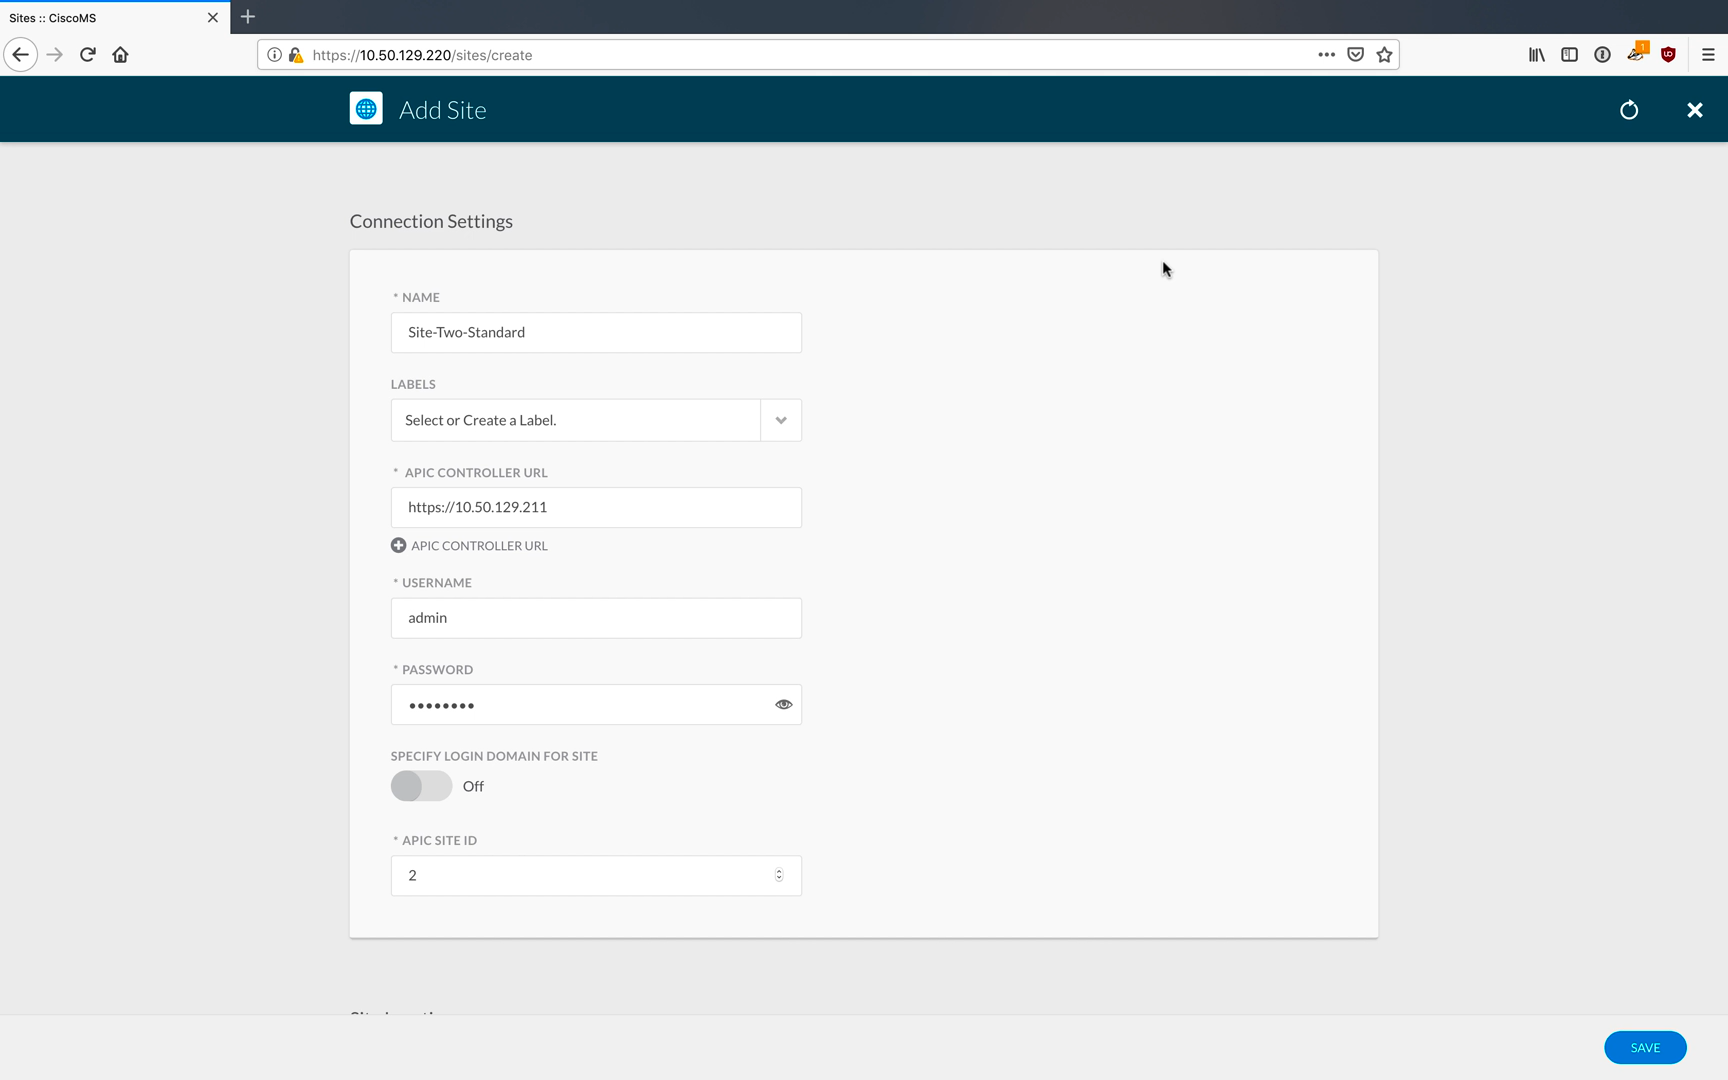 Sites :: CiscoMS
https://10.50.129.220/sites/create
1
Add Site
Connection Settings
* NAME
Site-Two-Standard
LABELS
Select or Create a Label.
* APIC CONTROLLER URL
https://10.50.129.211
APIC CONTROLLER URL
* USERNAME
admin
* PASSWORD
••••••••
SPECIFY LOGIN DOMAIN FOR SITE
Off
* APIC SITE ID
2
SAVE